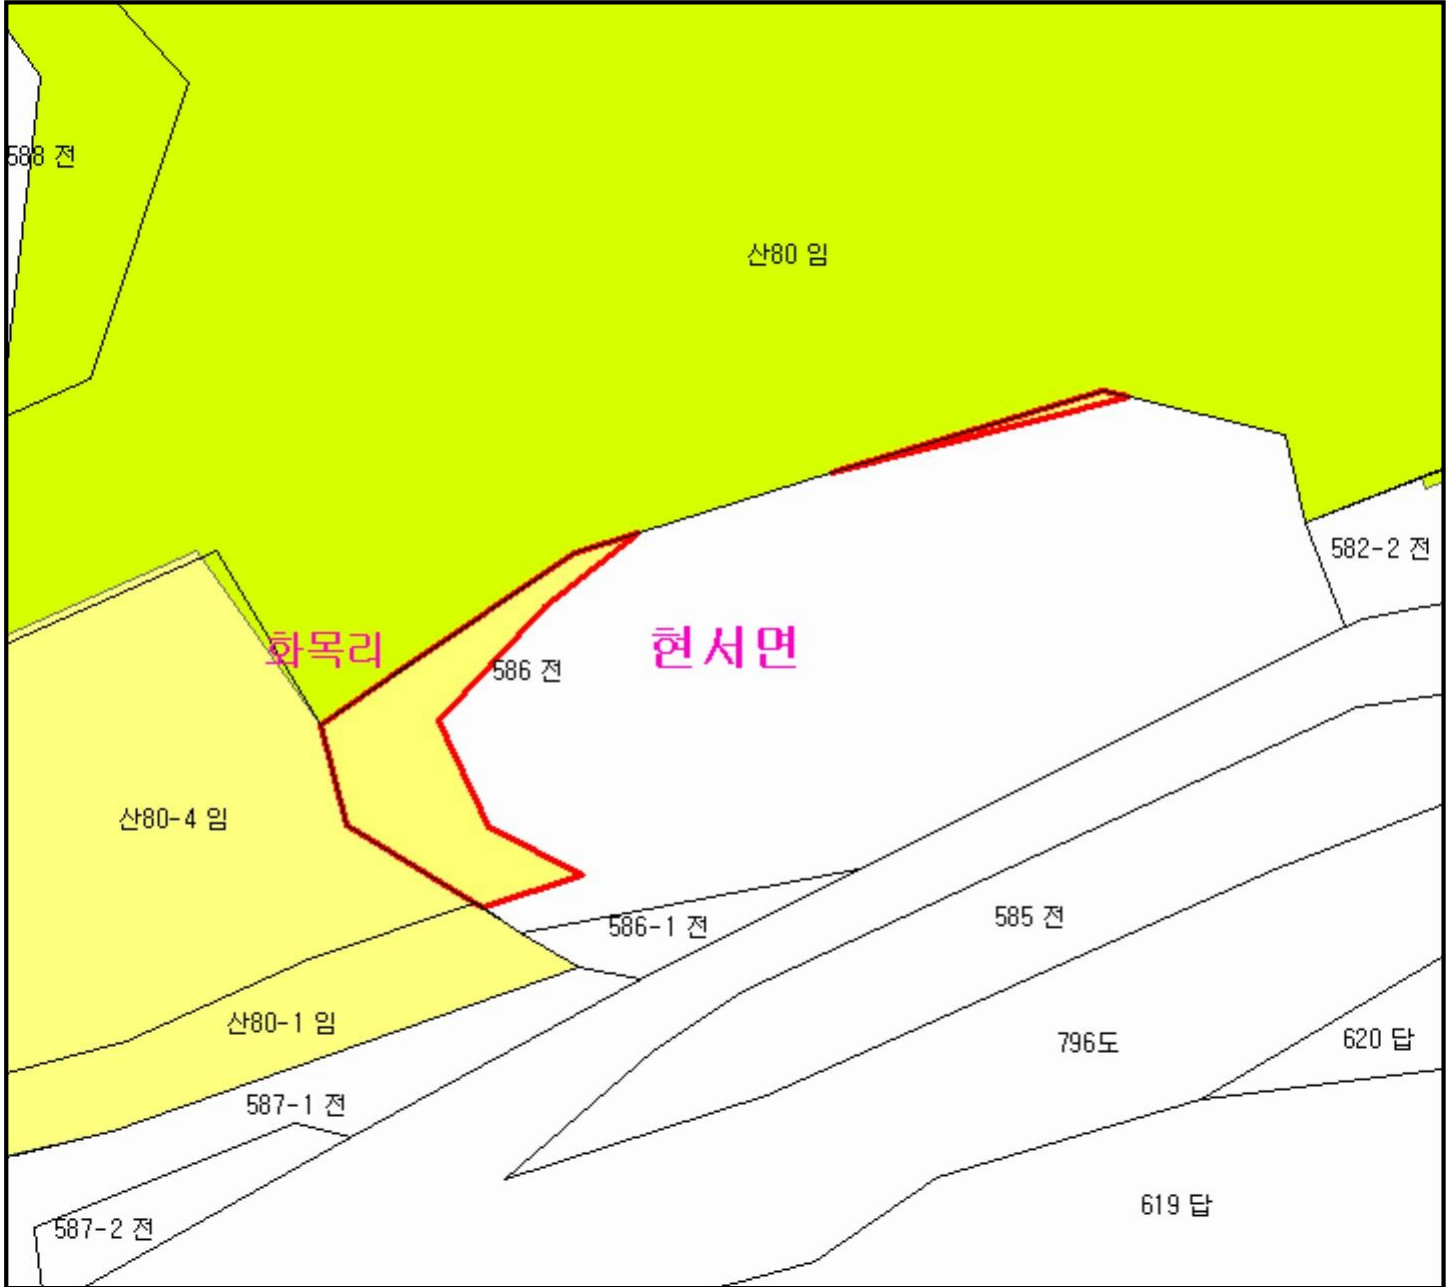 588 전
산80 임
582-2 전
화목리
현서면
586 전
산80-4 임
585 전
586-1 전
산80-1 임
796도
620 답
587-1 전
619 답
587-2 전